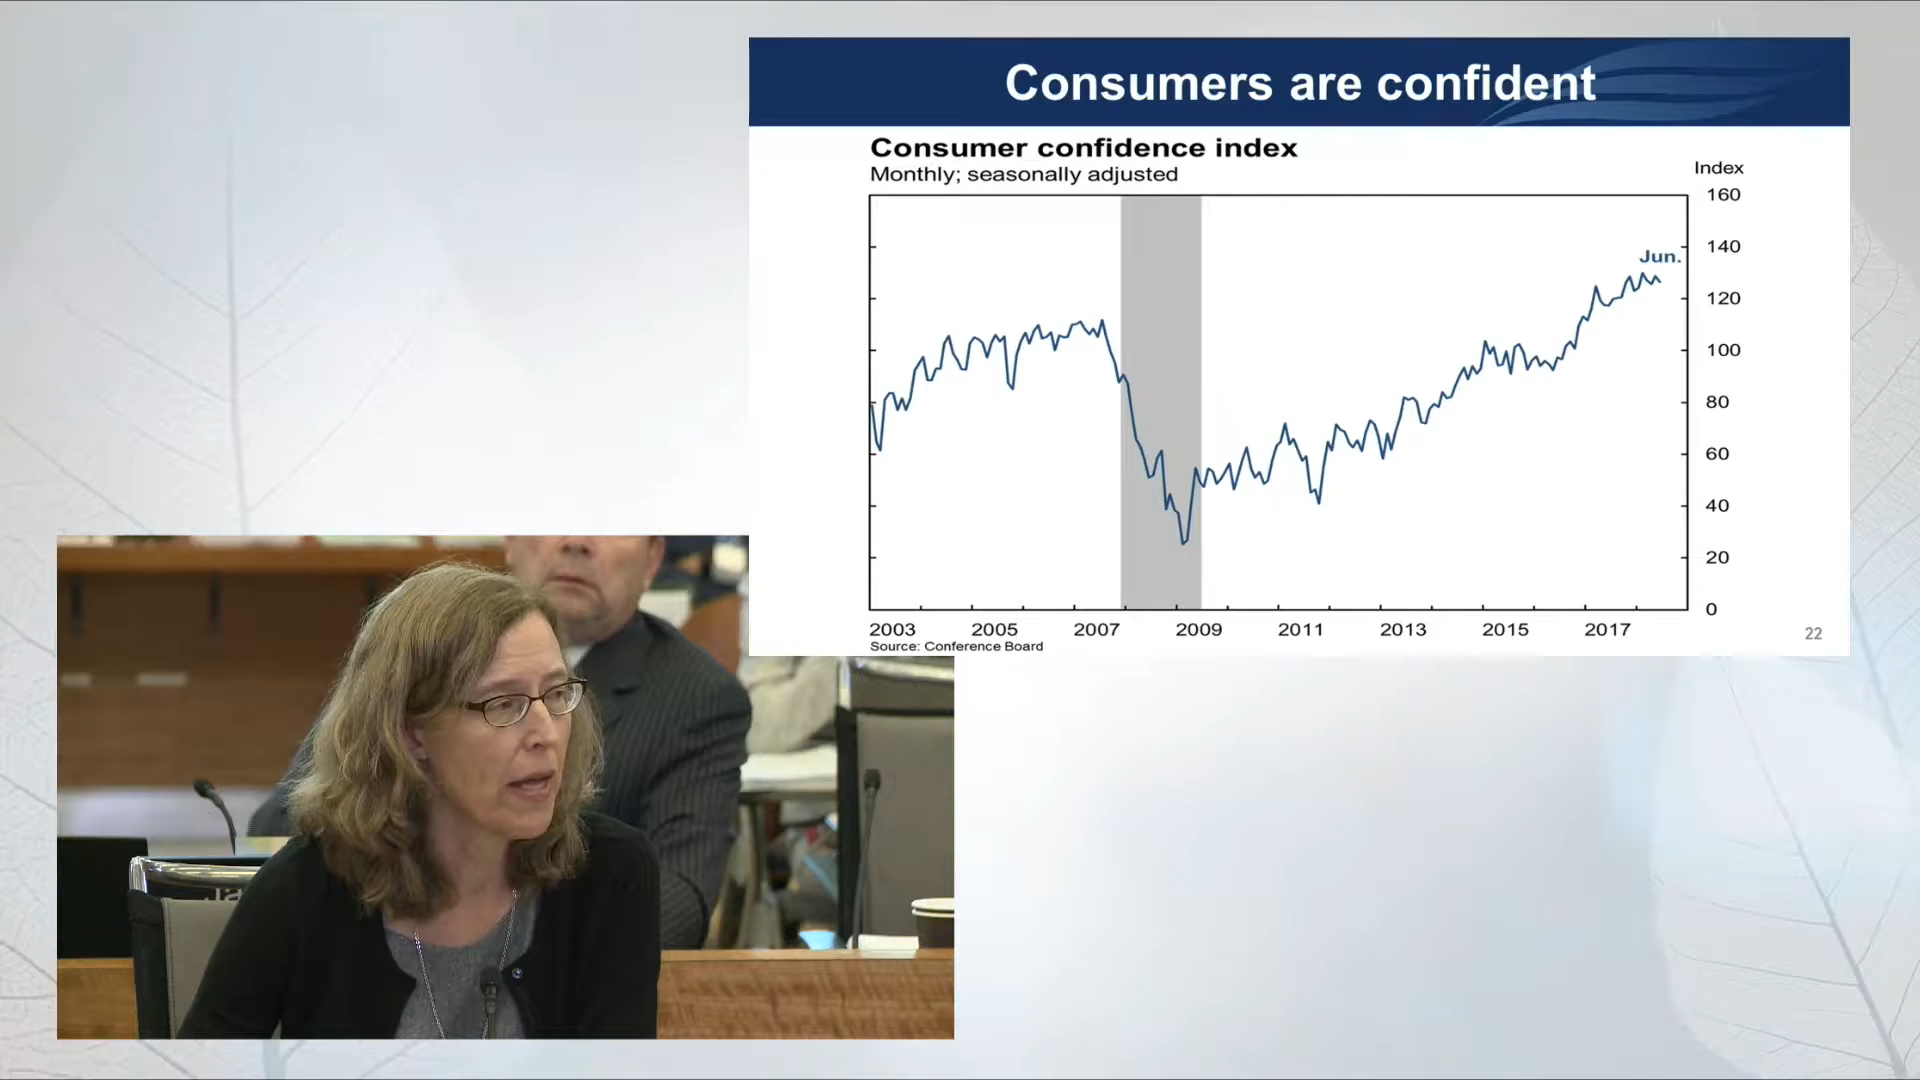 Consumers are confident
Consumer confidence index
Monthly; seasonally adjusted
Index
160
140
Jun.
120
100
80
60
40
20
0
2003 2005 2007 2009 2011 2013 2015 2017
Source: Conference Board
22